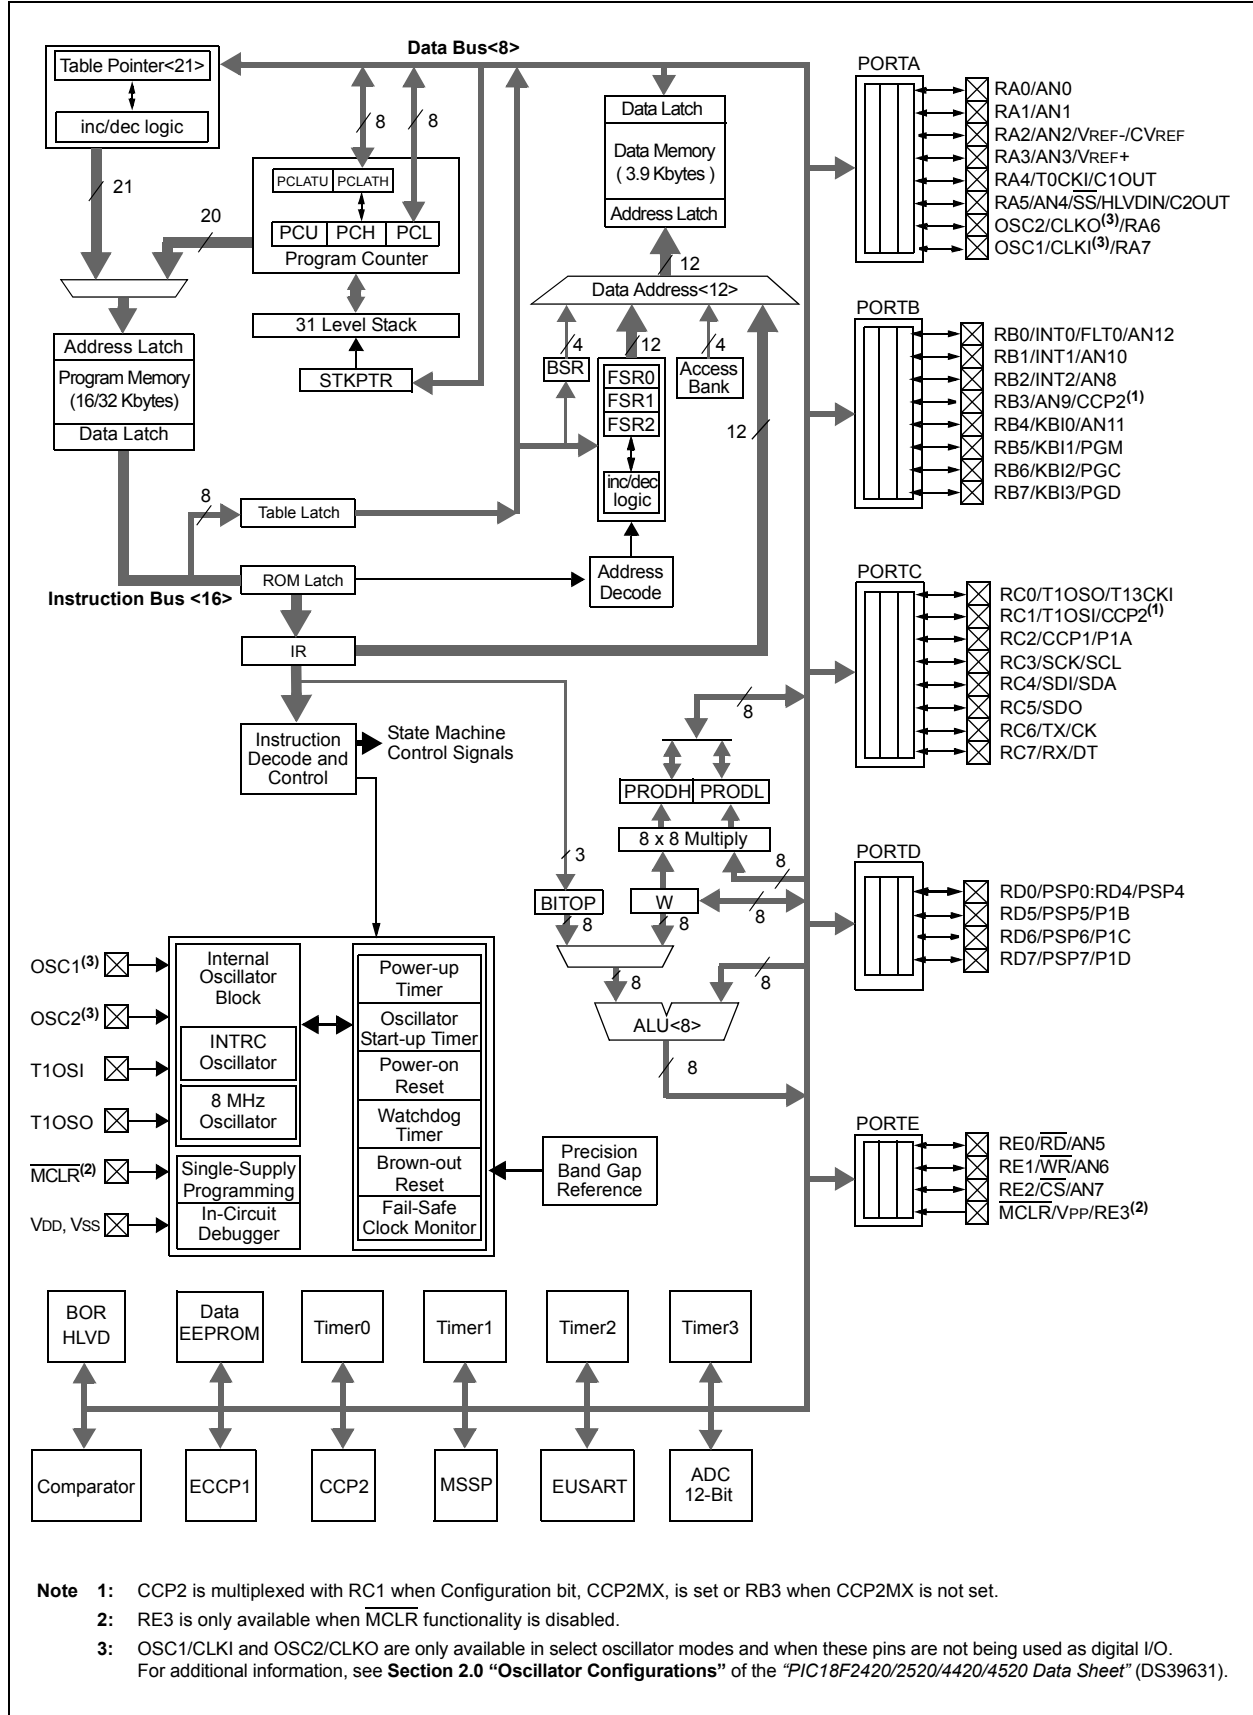 Data Bus<8>
Table Pointer<21>
inc/dec logic
21
8
8
PCLATU PCLATH
20
PCU PCH PCL
Program Counter
31 Level Stack
STKPTR
Data Latch
Data Memory
( 3.9 Kbytes )
Address Latch
12
Data Address<12>
4
12
4
BSR
FSR0
FSR1
FSR2
Access
Bank
12
inc/dec
logic
Address Latch
Program Memory
(16/32 Kbytes)
Data Latch
8
Table Latch
ROM Latch
Instruction Bus <16>
Address
Decode
IR
Instruction
Decode and
Control
State Machine
Control Signals
8
PRODH PRODL
8 x 8 Multiply
3
8
BITOP
W
8
8
8
8
8
ALU<8>
8
PORTA
RA0/AN0
RA1/AN1
RA2/AN2/VREF-/CVREF
RA3/AN3/VREF+
RA4/T0CKI/C1OUT
RA5/AN4/SS/HLVDIN/C2OUT
OSC2/CLKO(3)/RA6
OSC1/CLKI(3)/RA7
PORTB
RB0/INT0/FLT0/AN12
RB1/INT1/AN10
RB2/INT2/AN8
RB3/AN9/CCP2(1)
RB4/KBI0/AN11
RB5/KBI1/PGM
RB6/KBI2/PGC
RB7/KBI3/PGD
PORTC
RC0/T1OSO/T13CKI
RC1/T1OSI/CCP2(1)
RC2/CCP1/P1A
RC3/SCK/SCL
RC4/SDI/SDA
RC5/SDO
RC6/TX/CK
RC7/RX/DT
PORTD
RD0/PSP0:RD4/PSP4
RD5/PSP5/P1B
RD6/PSP6/P1C
RD7/PSP7/P1D
PORTE
RE0/RD/AN5
RE1/WR/AN6
RE2/CS/AN7
MCLR/VPP/RE3(2)
OSC1(3)
OSC2(3)
T1OSI
T1OSO
MCLR(2)
VDD, VSS
Internal
Oscillator
Block
INTRC
Oscillator
8 MHz
Oscillator
Single-Supply
Programming
In-Circuit
Debugger
Power-up
Timer
Oscillator
Start-up Timer
Power-on
Reset
Watchdog
Timer
Brown-out
Reset
Fail-Safe
Clock Monitor
Precision
Band Gap
Reference
BOR
HLVD
Data
EEPROM
Timer0
Timer1
Timer2
Timer3
Comparator
ECCP1
CCP2
MSSP
EUSART
ADC
12-Bit
Note 1: CCP2 is multiplexed with RC1 when Configuration bit, CCP2MX, is set or RB3 when CCP2MX is not set.
2: RE3 is only available when MCLR functionality is disabled.
3: OSC1/CLKI and OSC2/CLKO are only available in select oscillator modes and when these pins are not being used as digital I/O.
For additional information, see Section 2.0 “Oscillator Configurations” of the “PIC18F2420/2520/4420/4520 Data Sheet” (DS39631).